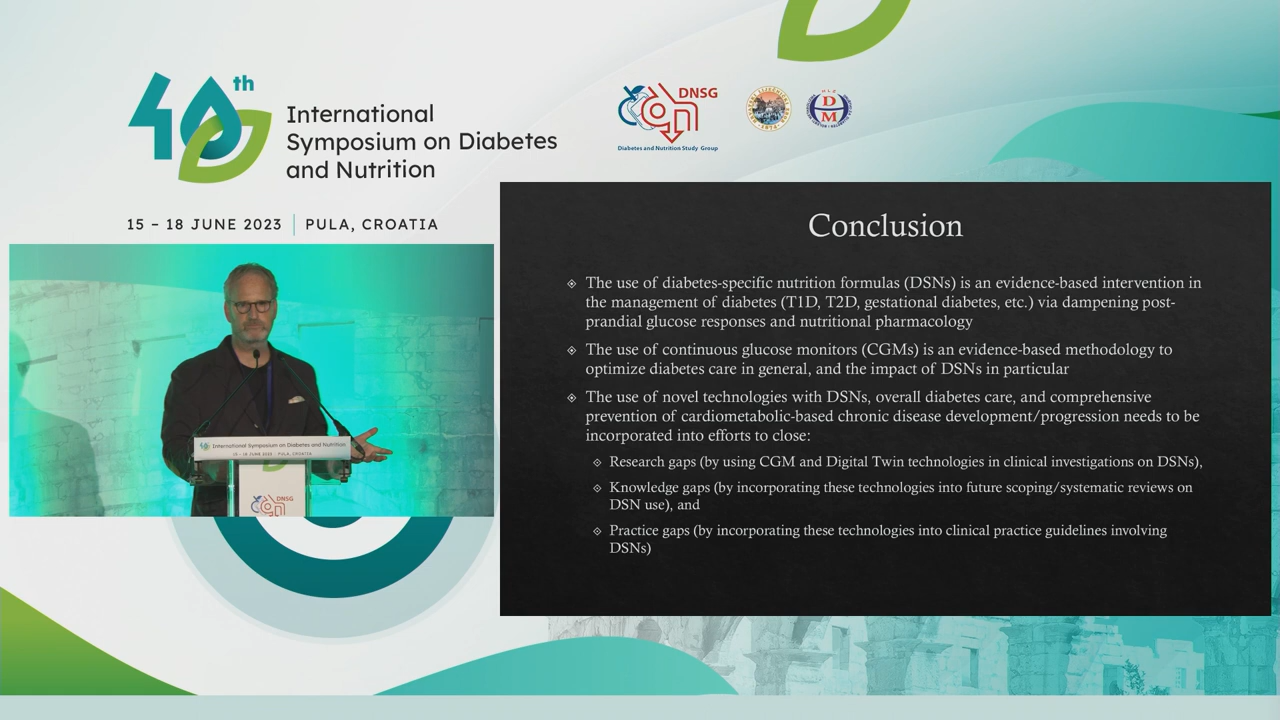 40th
International
Symposium on Diabetes
and Nutrition
15 – 18 JUNE 2023 | PULA, CROATIA
DNSG
Diabetes and Nutrition Study Group
DM
Conclusion
The use of diabetes-specific nutrition formulas (DSNs) is an evidence-based intervention in
the management of diabetes (T1D, T2D, gestational diabetes, etc.) via dampening post-
prandial glucose responses and nutritional pharmacology
The use of continuous glucose monitors (CGMs) is an evidence-based methodology to
optimize diabetes care in general, and the impact of DSNs in particular
The use of novel technologies with DSNs, overall diabetes care, and comprehensive
prevention of cardiometabolic-based chronic disease development/progression needs to be
incorporated into efforts to close:
Research gaps (by using CGM and Digital Twin technologies in clinical investigations on DSNs),
Knowledge gaps (by incorporating these technologies into future scoping/systematic reviews on
DSN use), and
Practice gaps (by incorporating these technologies into clinical practice guidelines involving
DSNs)
International Symposium on Diabetes and Nutrition
15 – 18 JUNE 2023 | PULA, CROATIA
DNSG